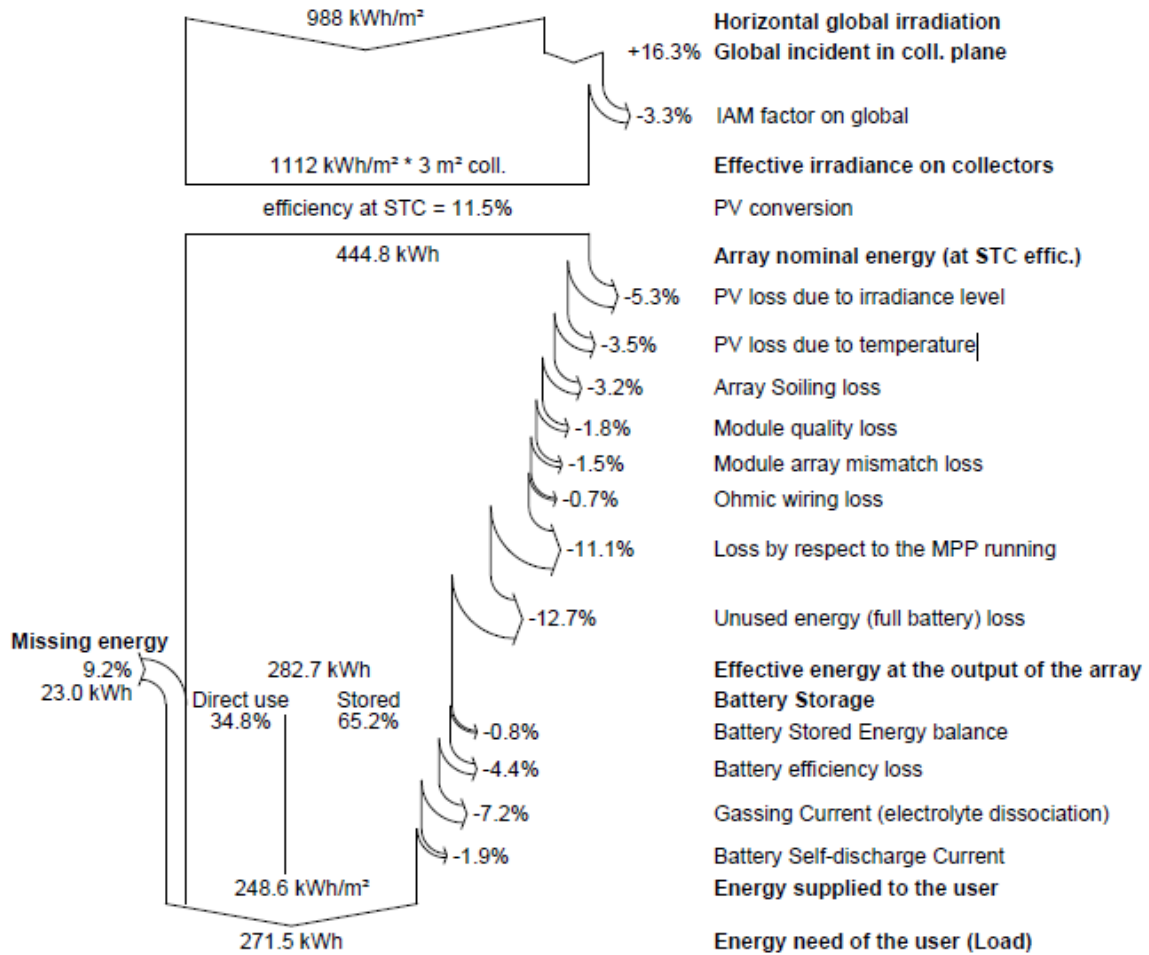 988 kWh/m² Horizontal global irradiation
+16.3% Global incident in coll. plane
-3.3% IAM factor on global
1112 kWh/m² * 3 m² coll. Effective irradiance on collectors
efficiency at STC = 11.5% PV conversion
444.8 kWh Array nominal energy (at STC effic.)
-5.3% PV loss due to irradiance level
-3.5% PV loss due to temperature
-3.2% Array Soiling loss
-1.8% Module quality loss
-1.5% Module array mismatch loss
-0.7% Ohmic wiring loss
-11.1% Loss by respect to the MPP running
-12.7% Unused energy (full battery) loss
Missing energy
9.2% 282.7 kWh Effective energy at the output of the array
23.0 kWh Direct use Stored Battery Storage
34.8% 65.2%
-0.8% Battery Stored Energy balance
-4.4% Battery efficiency loss
-7.2% Gassing Current (electrolyte dissociation)
-1.9% Battery Self-discharge Current
248.6 kWh/m² Energy supplied to the user
271.5 kWh Energy need of the user (Load)